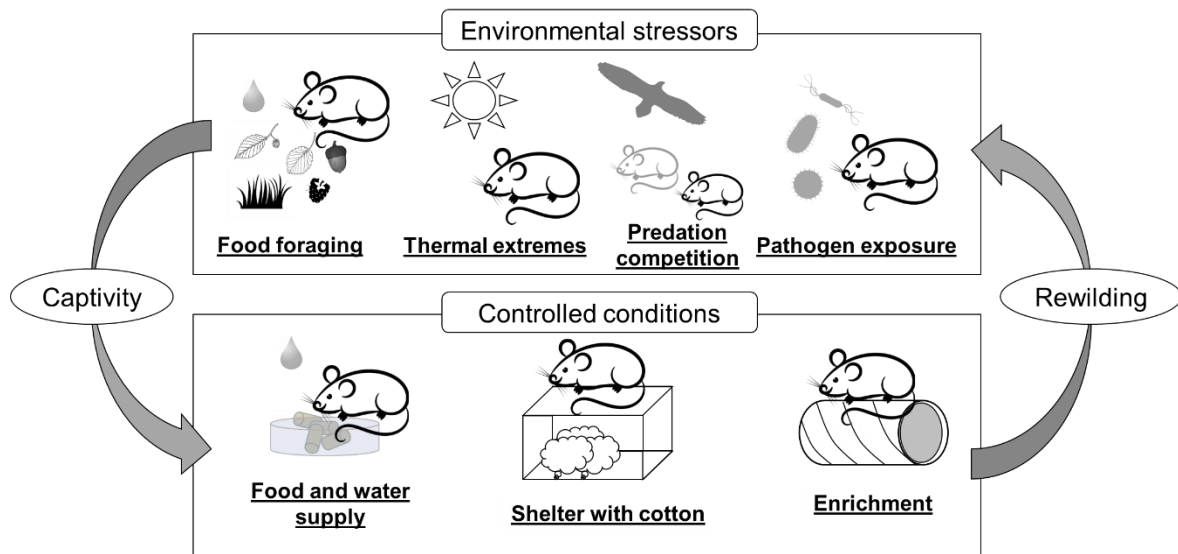 Environmental stressors
Food foraging
Thermal extremes
Predation
competition
Pathogen exposure
Captivity
Rewilding
Controlled conditions
Food and water
supply
Shelter with cotton
Enrichment